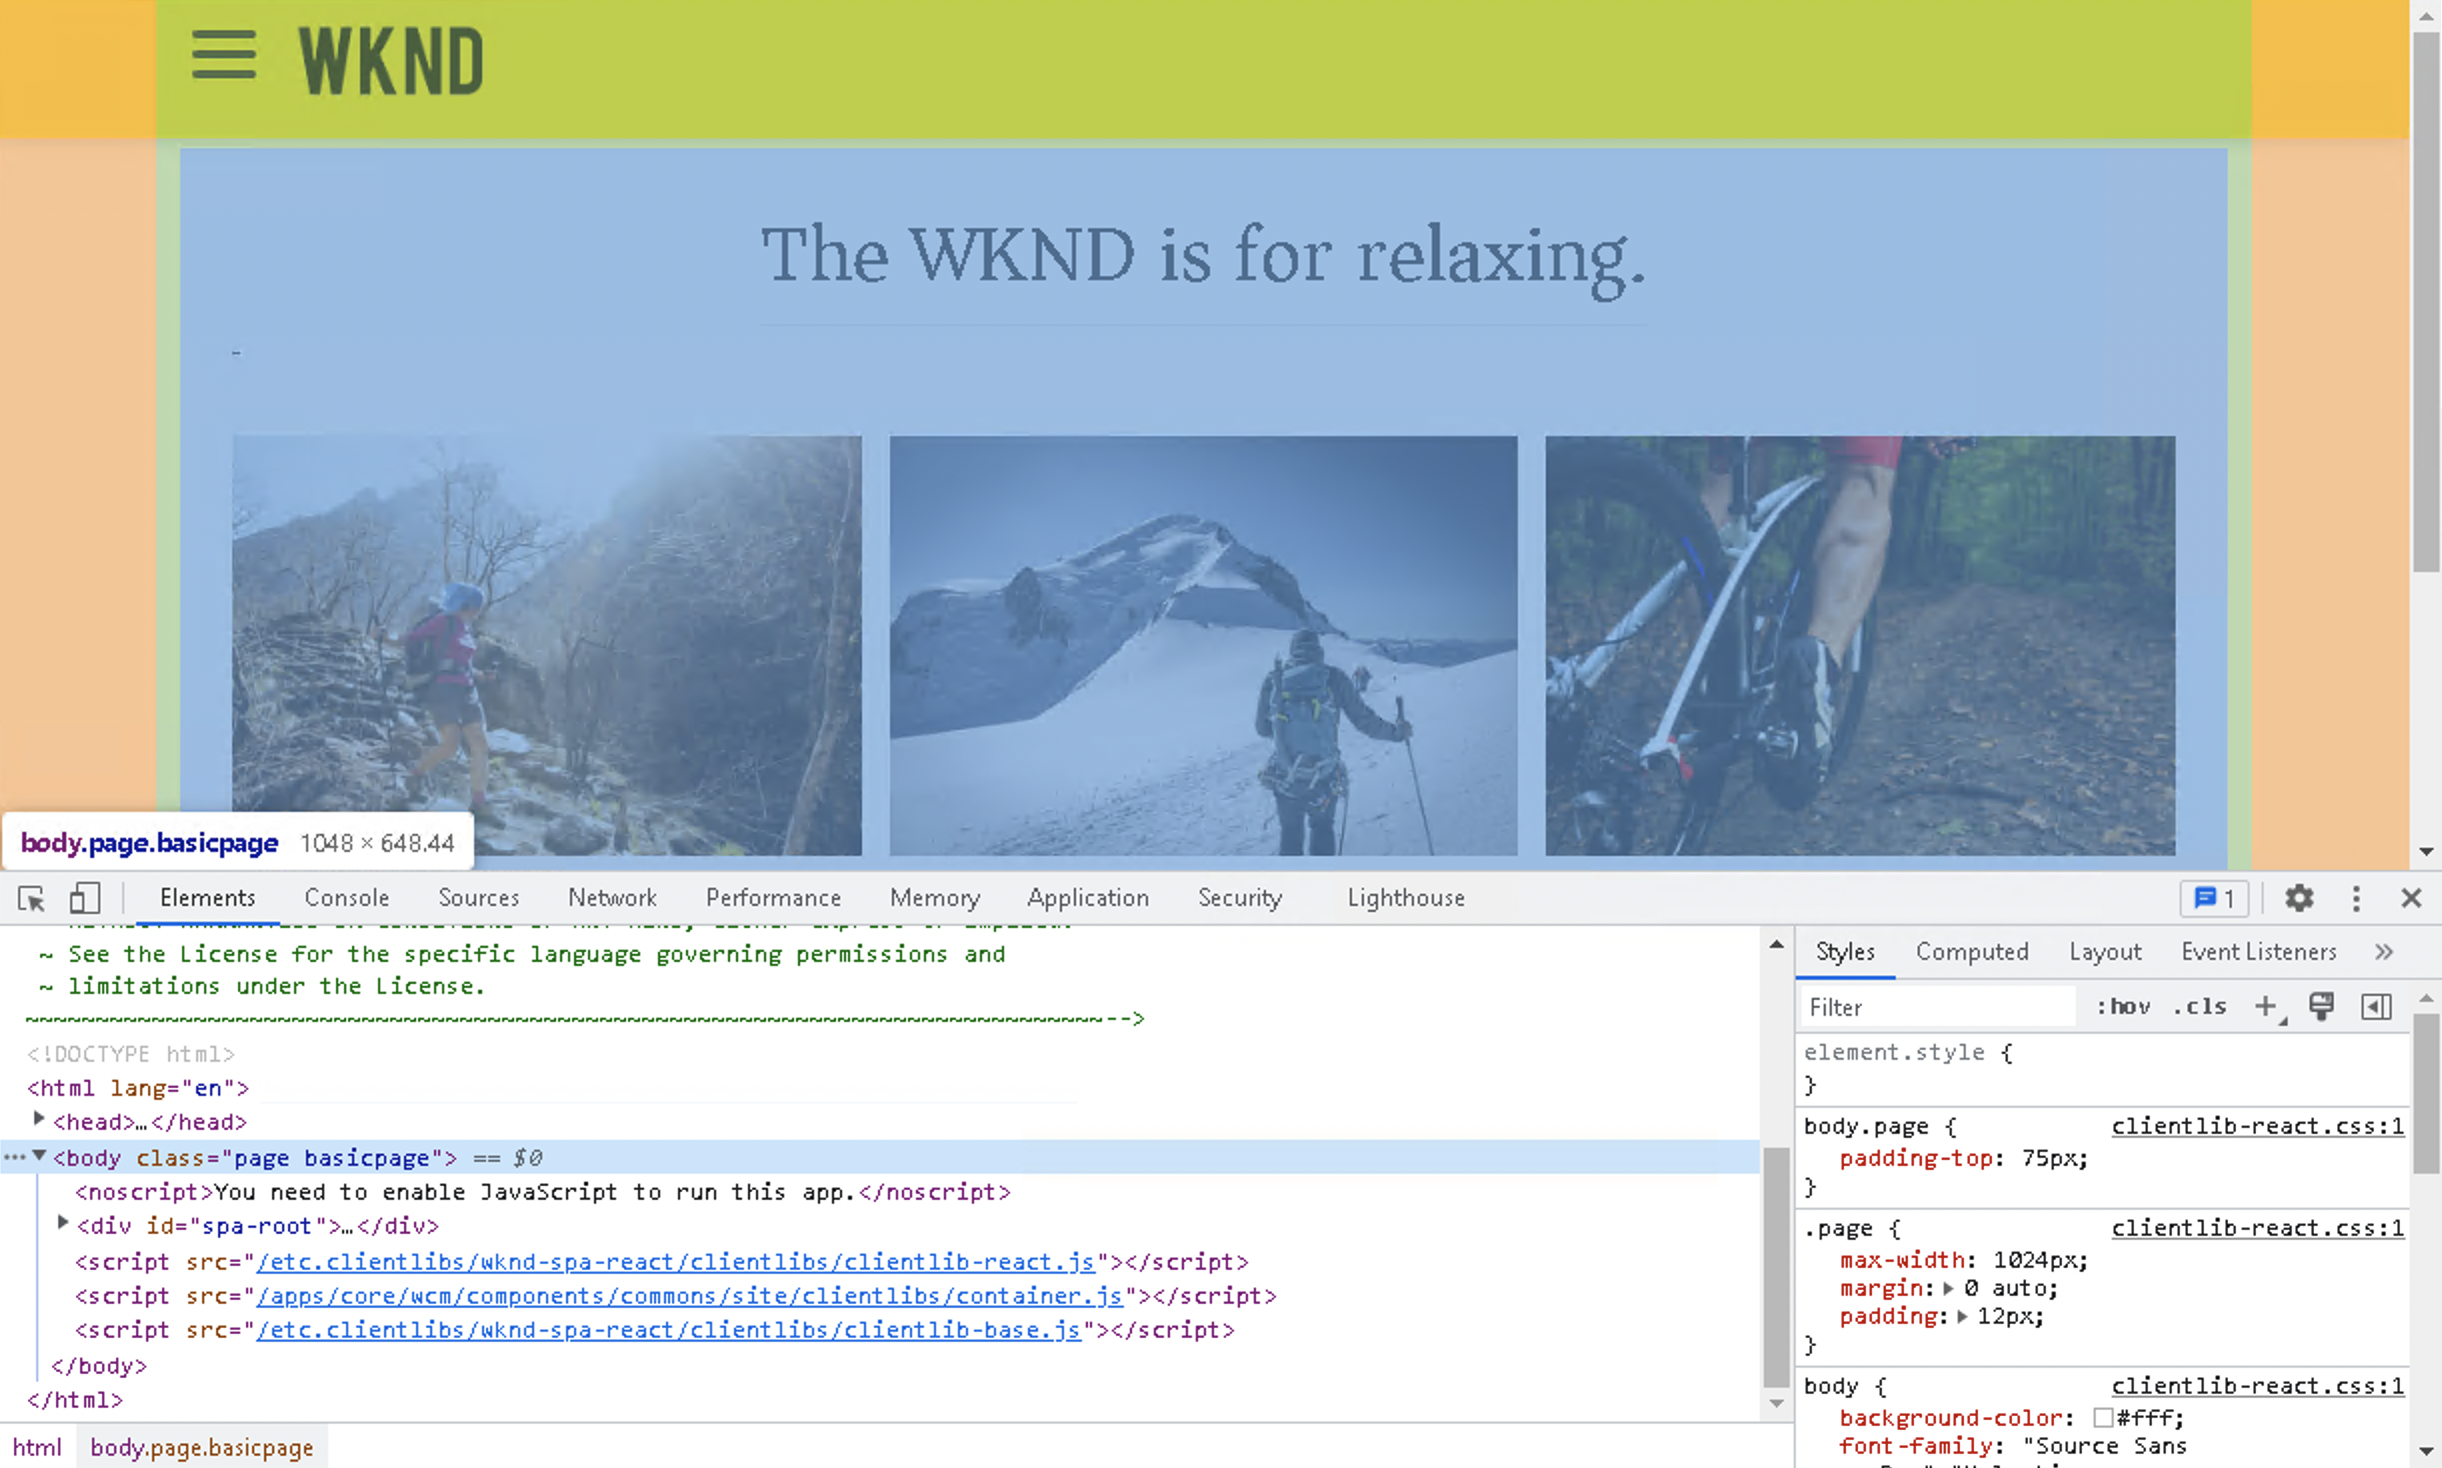 WKND
The WKND is for relaxing.
-
body.page.basicpage 1048 × 648.44
Elements Console Sources Network Performance Memory Application Security Lighthouse 1
~ See the License for the specific language governing permissions and
~ limitations under the License.
~~~~~~~~~~~~~~~~~~~~~~~~~~~~~~~~~~~~~~~~~~~~~~~~~~~~~~~~~~~~~~~~~~~~~~~~~~~~~-->
<!DOCTYPE html>
<html lang="en">
<head>…</head>
<body class="page basicpage"> == $0
<noscript>You need to enable JavaScript to run this app.</noscript>
<div id="spa-root">…</div>
<script src="/etc.clientlibs/wknd-spa-react/clientlibs/clientlib-react.js"></script>
<script src="/apps/core/wcm/components/commons/site/clientlibs/container.js"></script>
<script src="/etc.clientlibs/wknd-spa-react/clientlibs/clientlib-base.js"></script>
</body>
</html>
html body.page.basicpage
Styles Computed Layout Event Listeners »
Filter :hov .cls +
element.style {
}
body.page { clientlib-react.css:1
padding-top: 75px;
}
.page { clientlib-react.css:1
max-width: 1024px;
margin: 0 auto;
padding: 12px;
}
body { clientlib-react.css:1
background-color: #fff;
font-family: "Source Sans